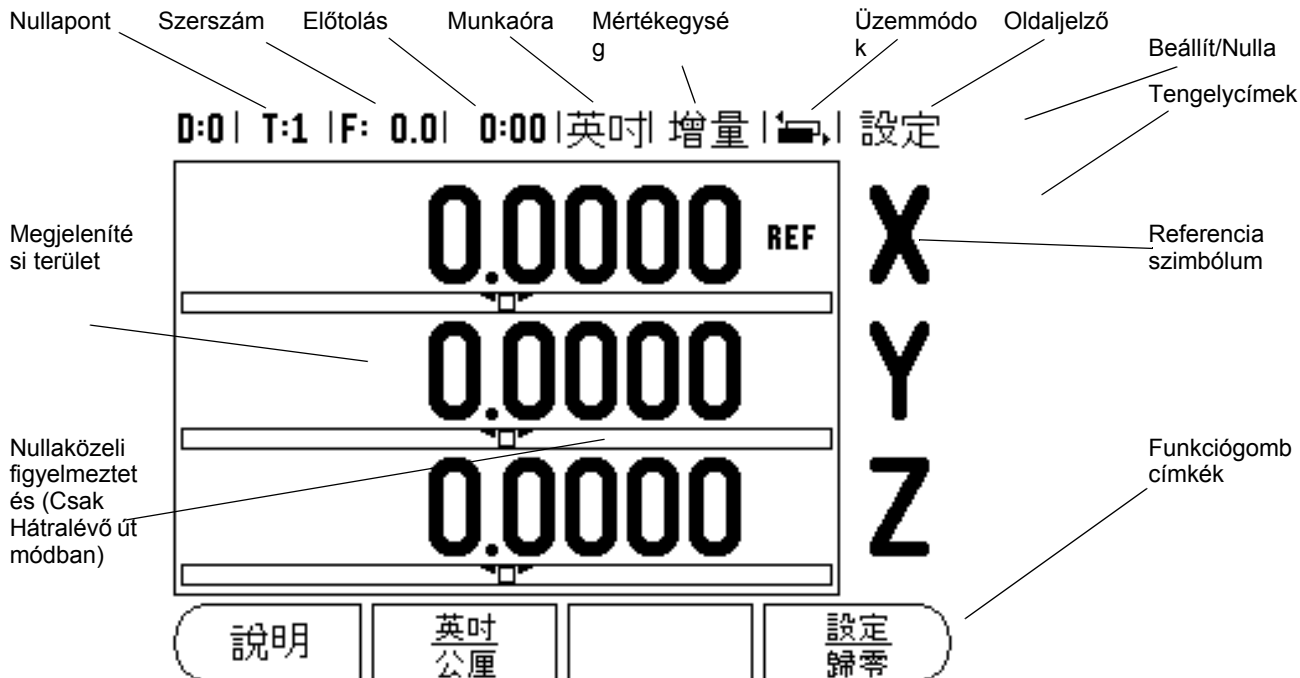 Nullapont Szerszám Előtolás Munkaóra Mértékegysé
g
Üzemmódo
k
Oldaljelző
Beállít/Nulla
Tengelycímek
D:0 | T:1 | F: 0.0 | 0:00 | 英吋 | 增量 | | 設定
0.0000 REF X
Megjeleníté
si terület
Referencia
szimbólum
0.0000 Y
Nullaközeli
figyelmeztet
és (Csak
Hátralévő út
módban)
0.0000 Z
Funkciógomb
címkék
說明
英吋
公厘
設定
歸零